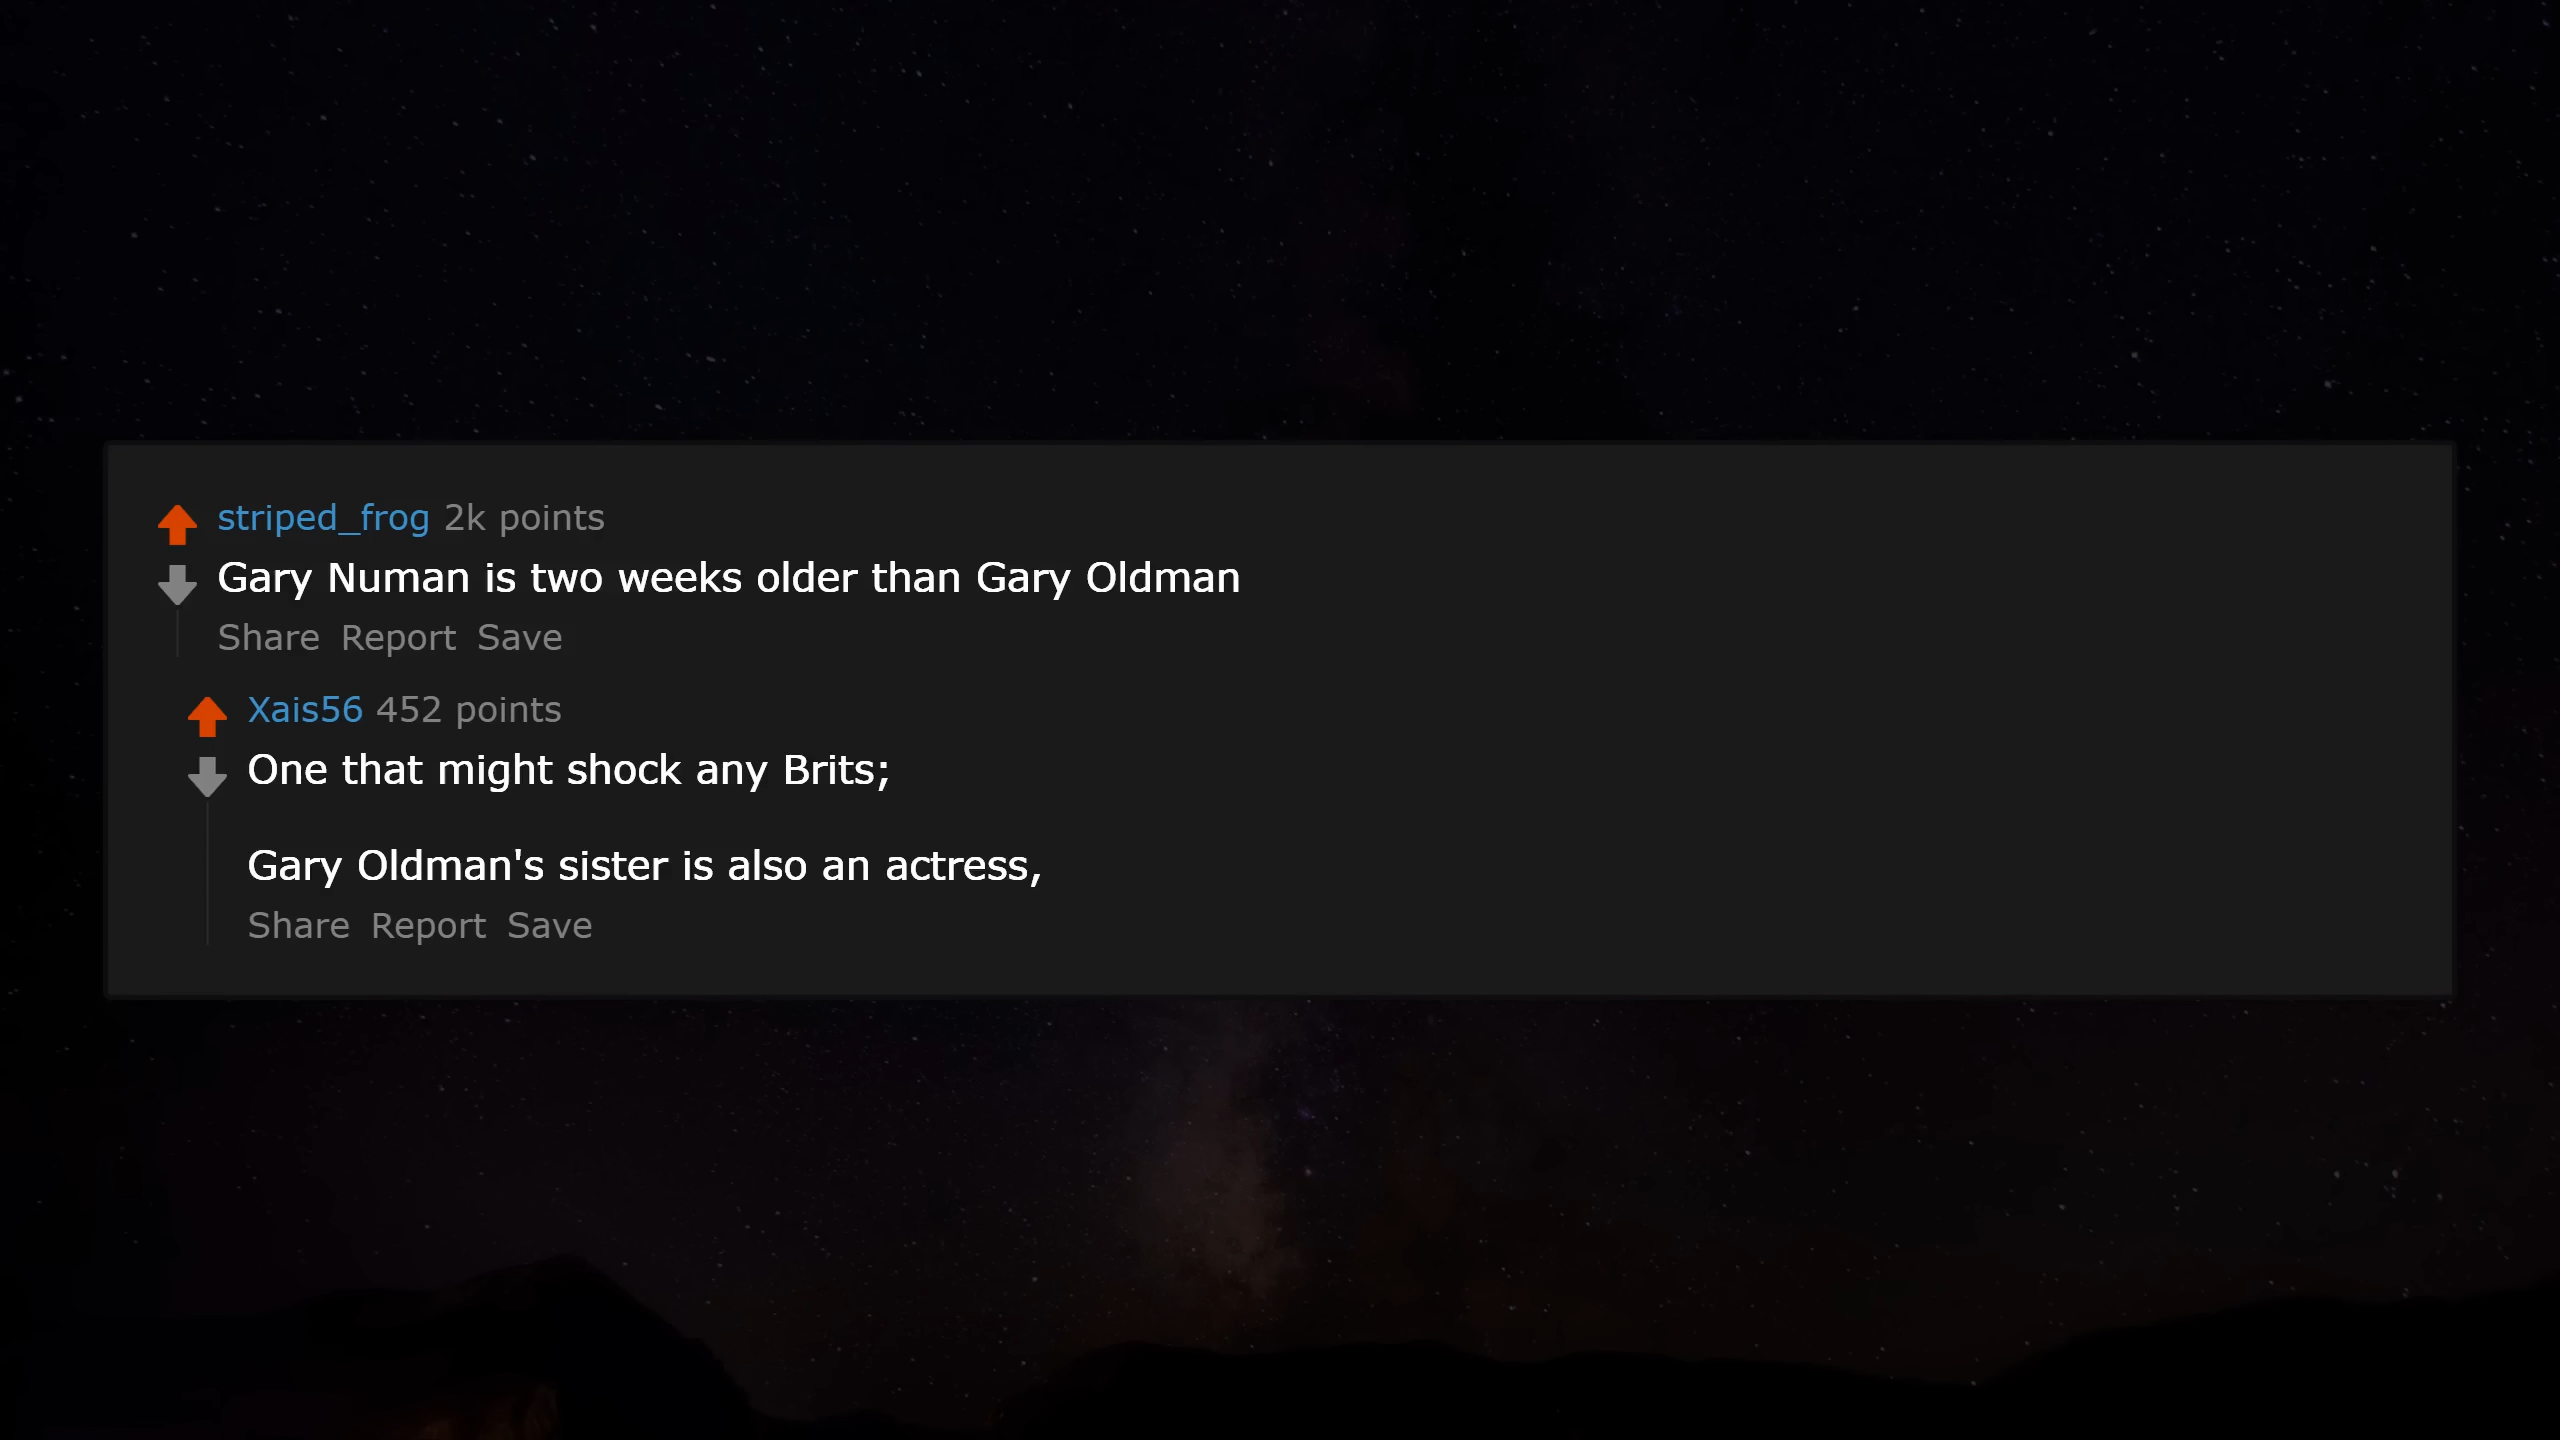 striped_frog 2k points
Gary Numan is two weeks older than Gary Oldman
Share Report Save
Xais56 452 points
One that might shock any Brits;
Gary Oldman's sister is also an actress,
Share Report Save